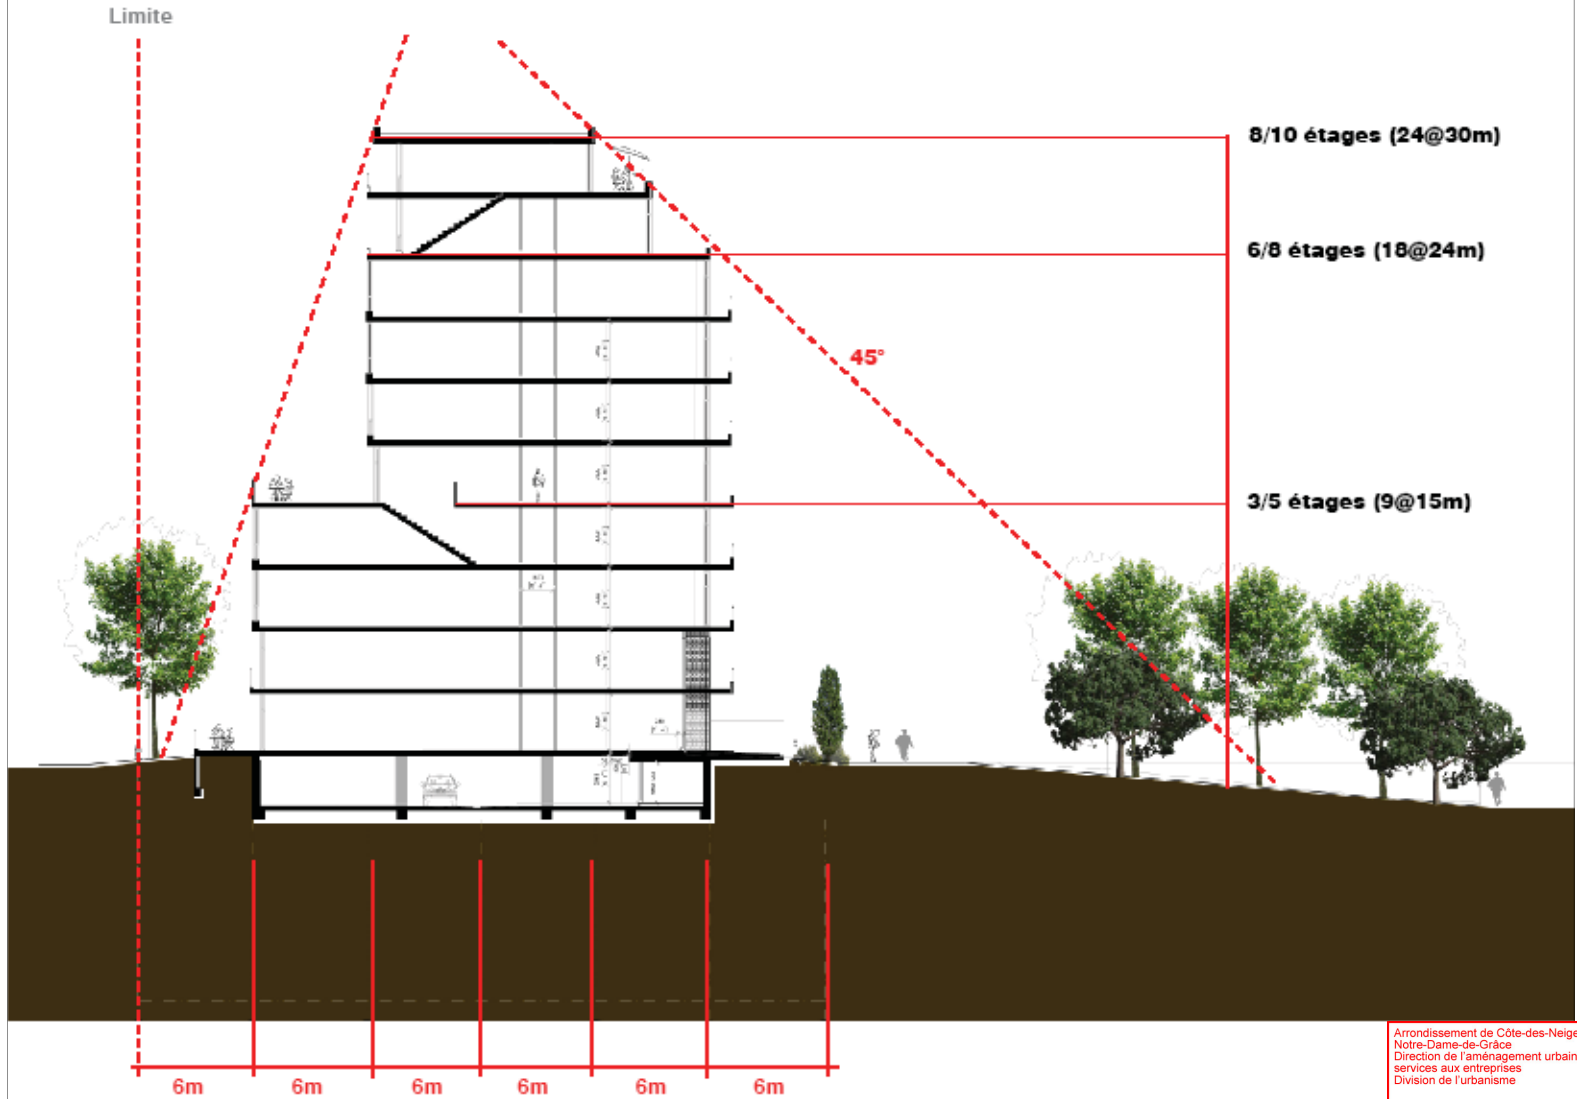 Limite
8/10 étages (24@30m)
6/8 étages (18@24m)
45°
3/5 étages (9@15m)
6m
6m
6m
6m
6m
6m
Arrondissement de Côte-des-Neige
Notre-Dame-de-Grâce
Direction de l'aménagement urbain
services aux entreprises
Division de l'urbanisme